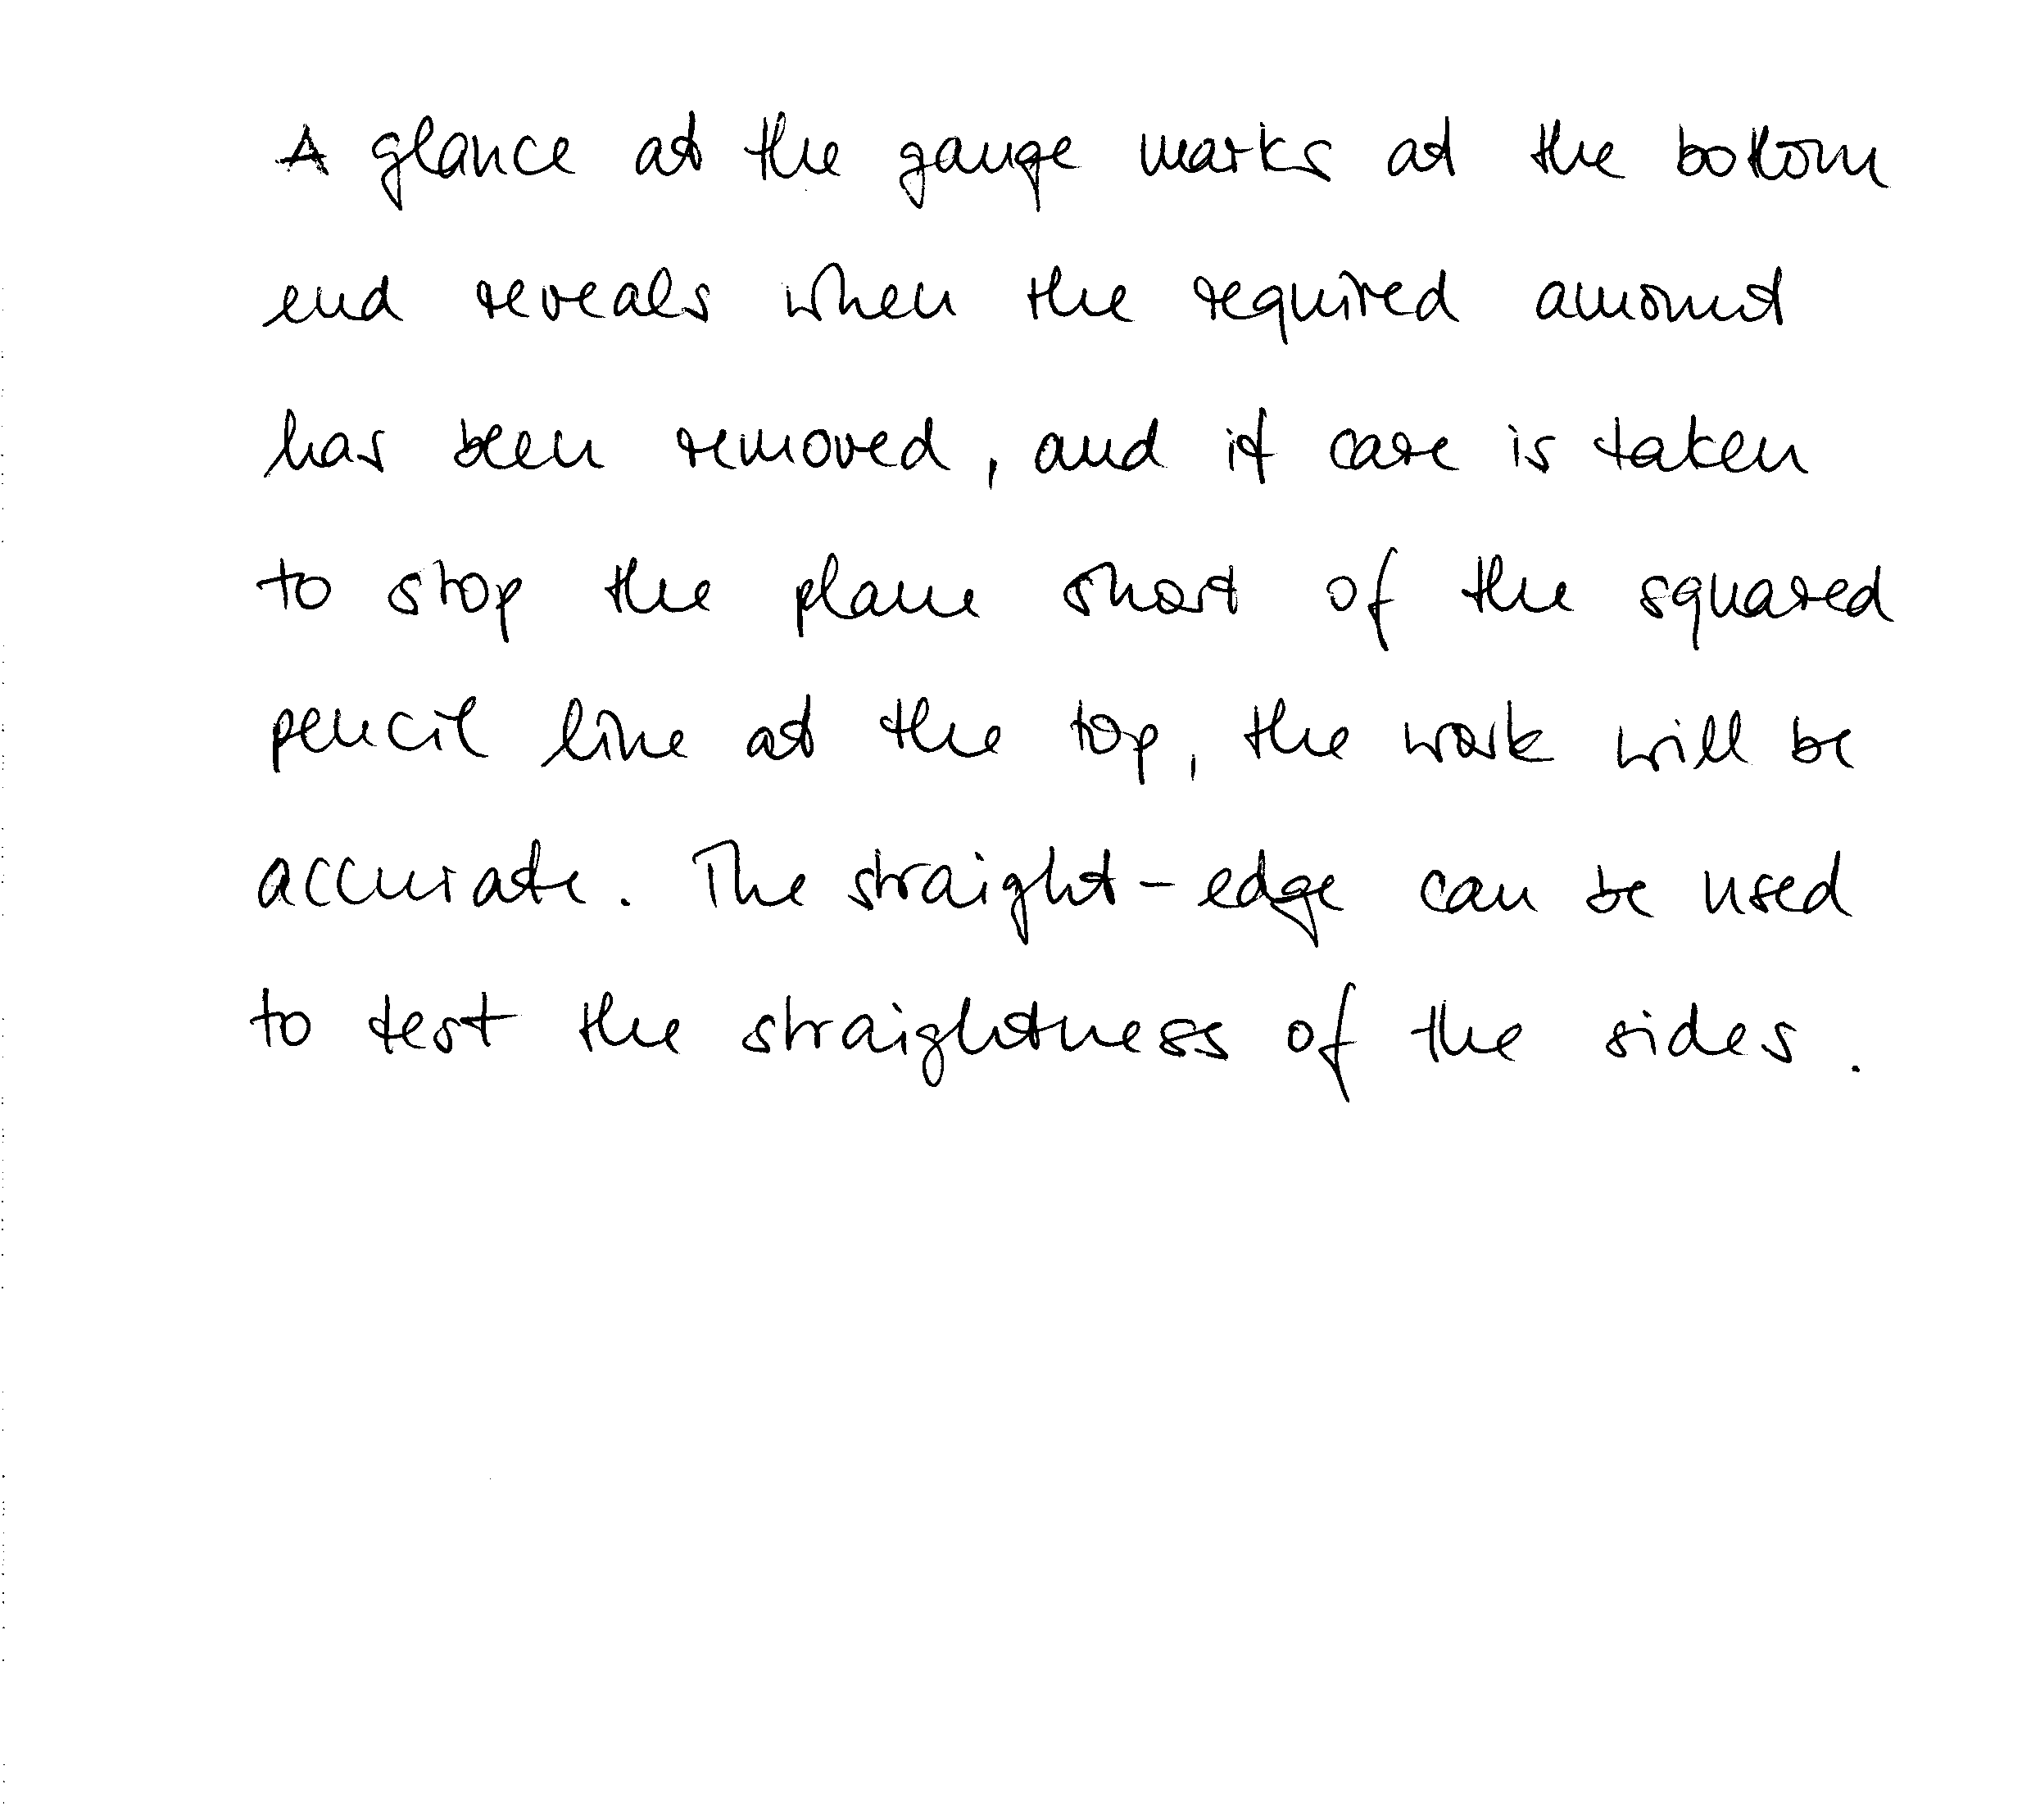 A glance at the gauge marks at the bottom
end reveals when the required amount
has been removed, and if care is taken
to stop the plane short of the squared
pencil line at the top, the work will be
accurate. The straight-edge can be used
to test the straightness of the sides.